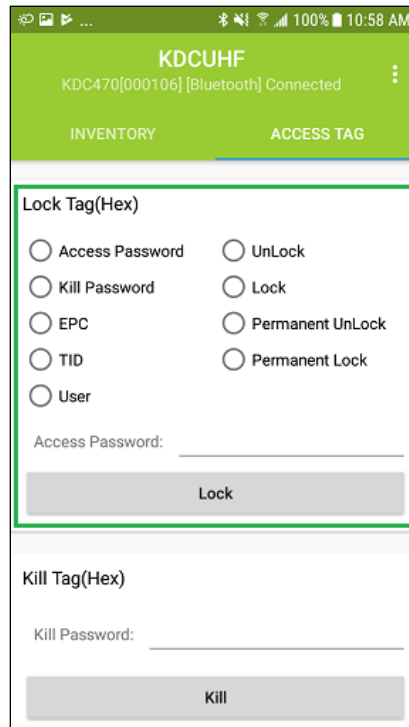 ... 100% 10:58 AM
KDCUHF
KDC470[000106] [Bluetooth] Connected
INVENTORY ACCESS TAG
Lock Tag(Hex)
Access Password UnLock
Kill Password Lock
EPC Permanent UnLock
TID Permanent Lock
User
Access Password:
Lock
Kill Tag(Hex)
Kill Password:
Kill